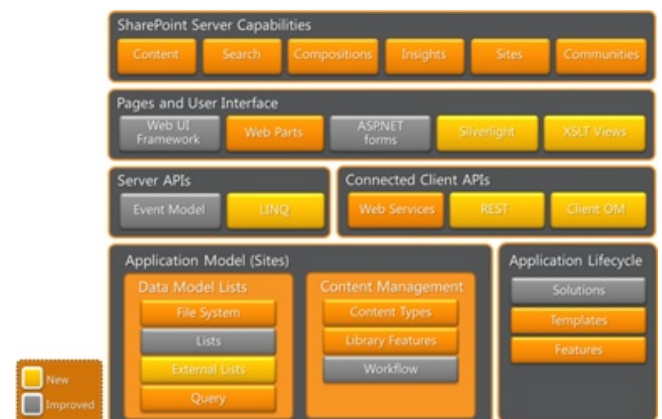 SharePoint Server Capabilities
Content Search Compositions Insights Sites Communities
Pages and User Interface
Web UI Framework Web Parts ASP.NET forms Silverlight XSLT Views
Server APIs
Event Model LINQ
Connected Client APIs
Web Services REST Client OM
Application Model (Sites)
Data Model Lists
File System
Lists
External Lists
Query
Content Management
Content Types
Library Features
Workflow
Application Lifecycle
Solutions
Templates
Features
New
Improved